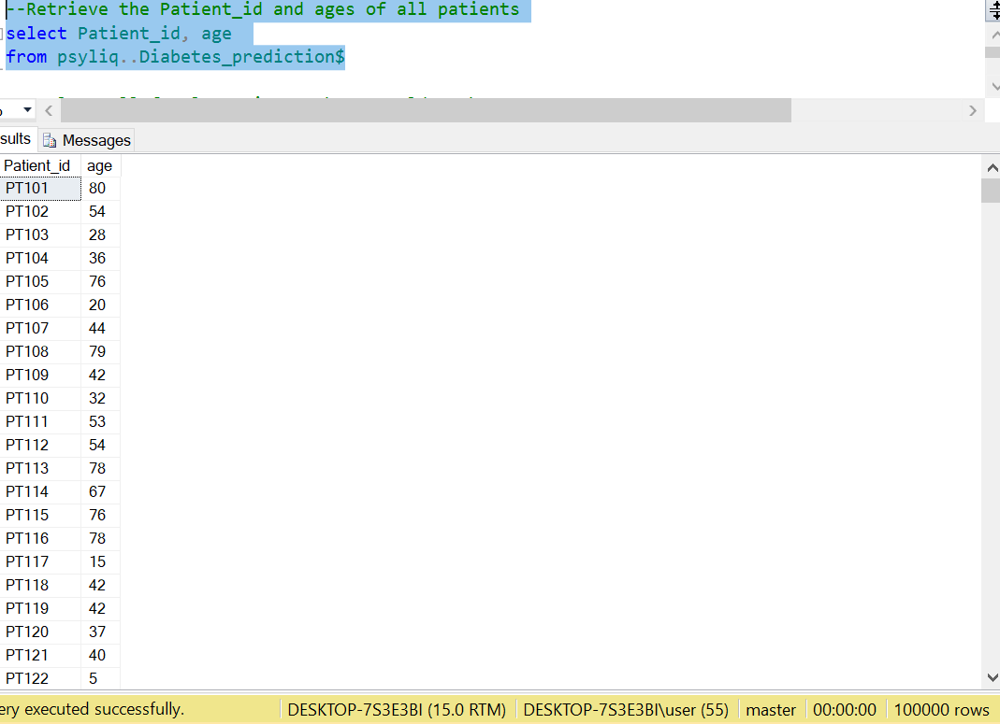 --Retrieve the Patient_id and ages of all patients
select Patient_id, age
from psyliq..Diabetes_prediction$
sults Messages
Patient_id age
PT101 80
PT102 54
PT103 28
PT104 36
PT105 76
PT106 20
PT107 44
PT108 79
PT109 42
PT110 32
PT111 53
PT112 54
PT113 78
PT114 67
PT115 76
PT116 78
PT117 15
PT118 42
PT119 42
PT120 37
PT121 40
PT122 5
ery executed successfully. DESKTOP-7S3E3BI (15.0 RTM) DESKTOP-7S3E3BI\user (55) master 00:00:00 100000 rows